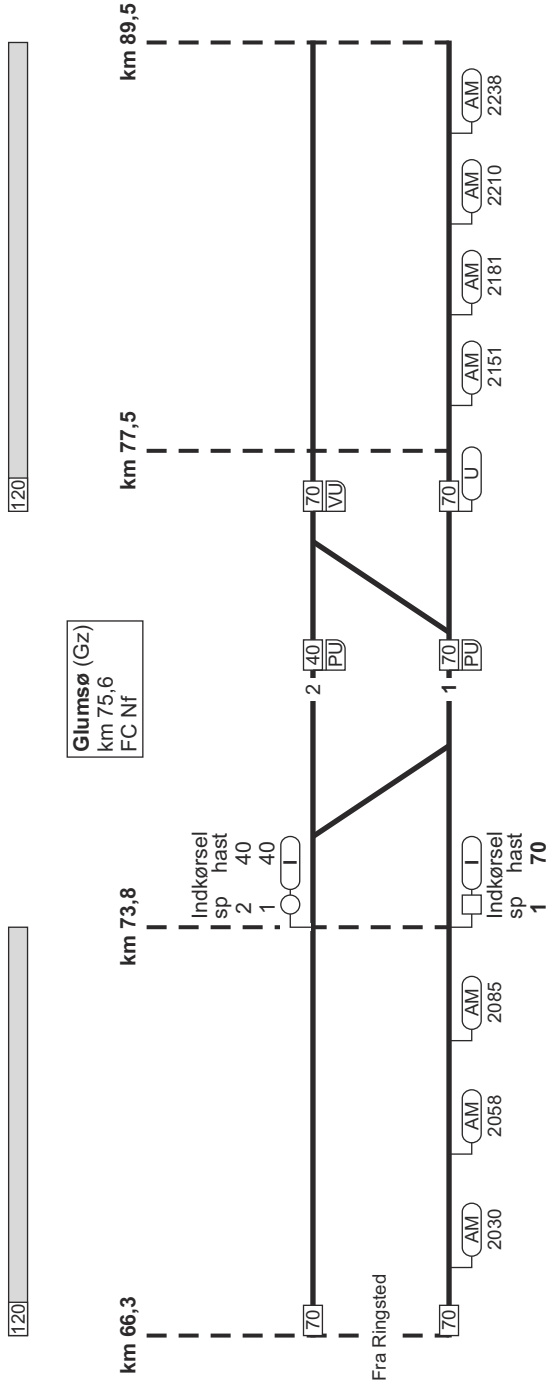 120
120
km 66,3
km 73,8
km 77,5
km 89,5
Glumsø (Gz)
km 75,6
FC Nf
Indkørsel
sp hast
2 40
1 40
I
70
2
40
PU
70
VU
Fra Ringsted
70
1
70
PU
70
U
AM
2030
AM
2058
AM
2085
I
Indkørsel
sp hast
1 70
AM
2151
AM
2181
AM
2210
AM
2238